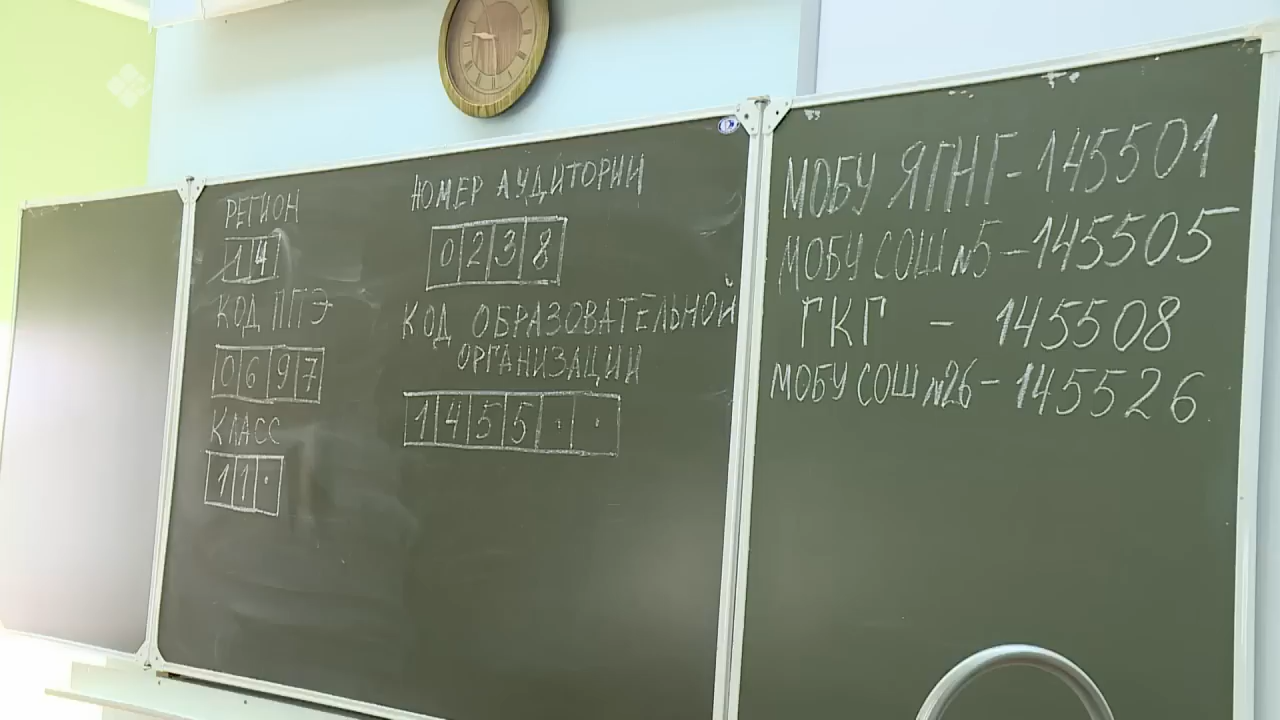 РЕГИОН
14
КОД ППЭ
0697
КЛАСС
11.
НОМЕР АУДИТОРИИ
0238
КОД ОБРАЗОВАТЕЛЬНОЙ
ОРГАНИЗАЦИИ
1455..
МОБУ ЯГНГ - 145501
МОБУ СОШ №5 - 145505
ГКГ - 145508
МОБУ СОШ №26 - 145526